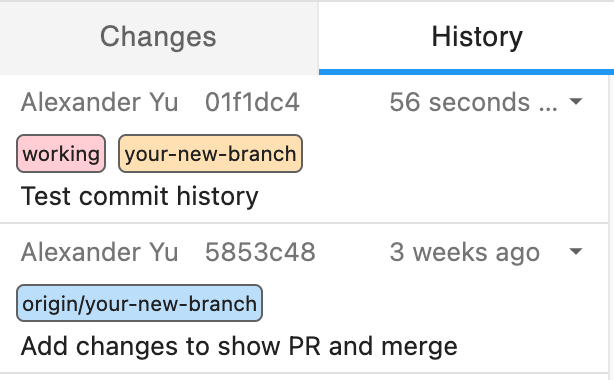 Changes History
Alexander Yu 01f1dc4 56 seconds ...
working your-new-branch
Test commit history
Alexander Yu 5853c48 3 weeks ago
origin/your-new-branch
Add changes to show PR and merge